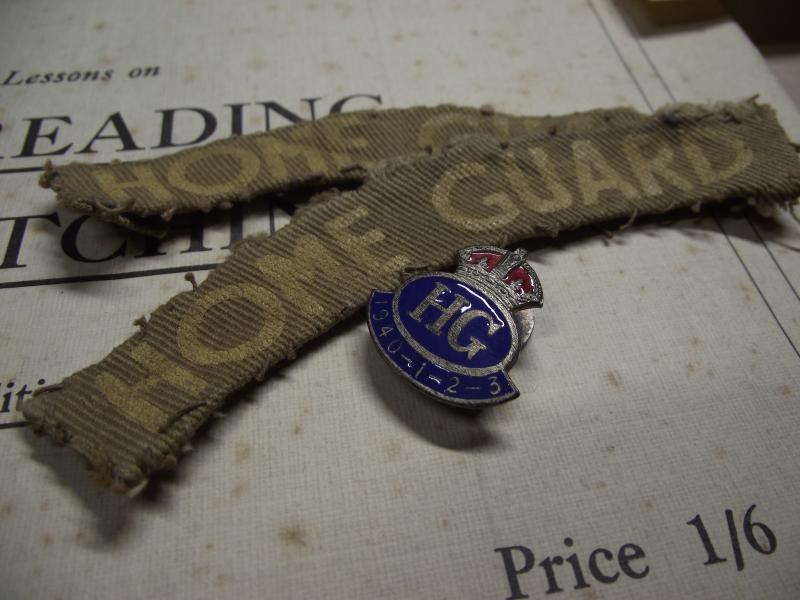 Lessons on
READING
HOME GUARD
HOME GUARD
HG
1940-1-2-3
Price 1/6